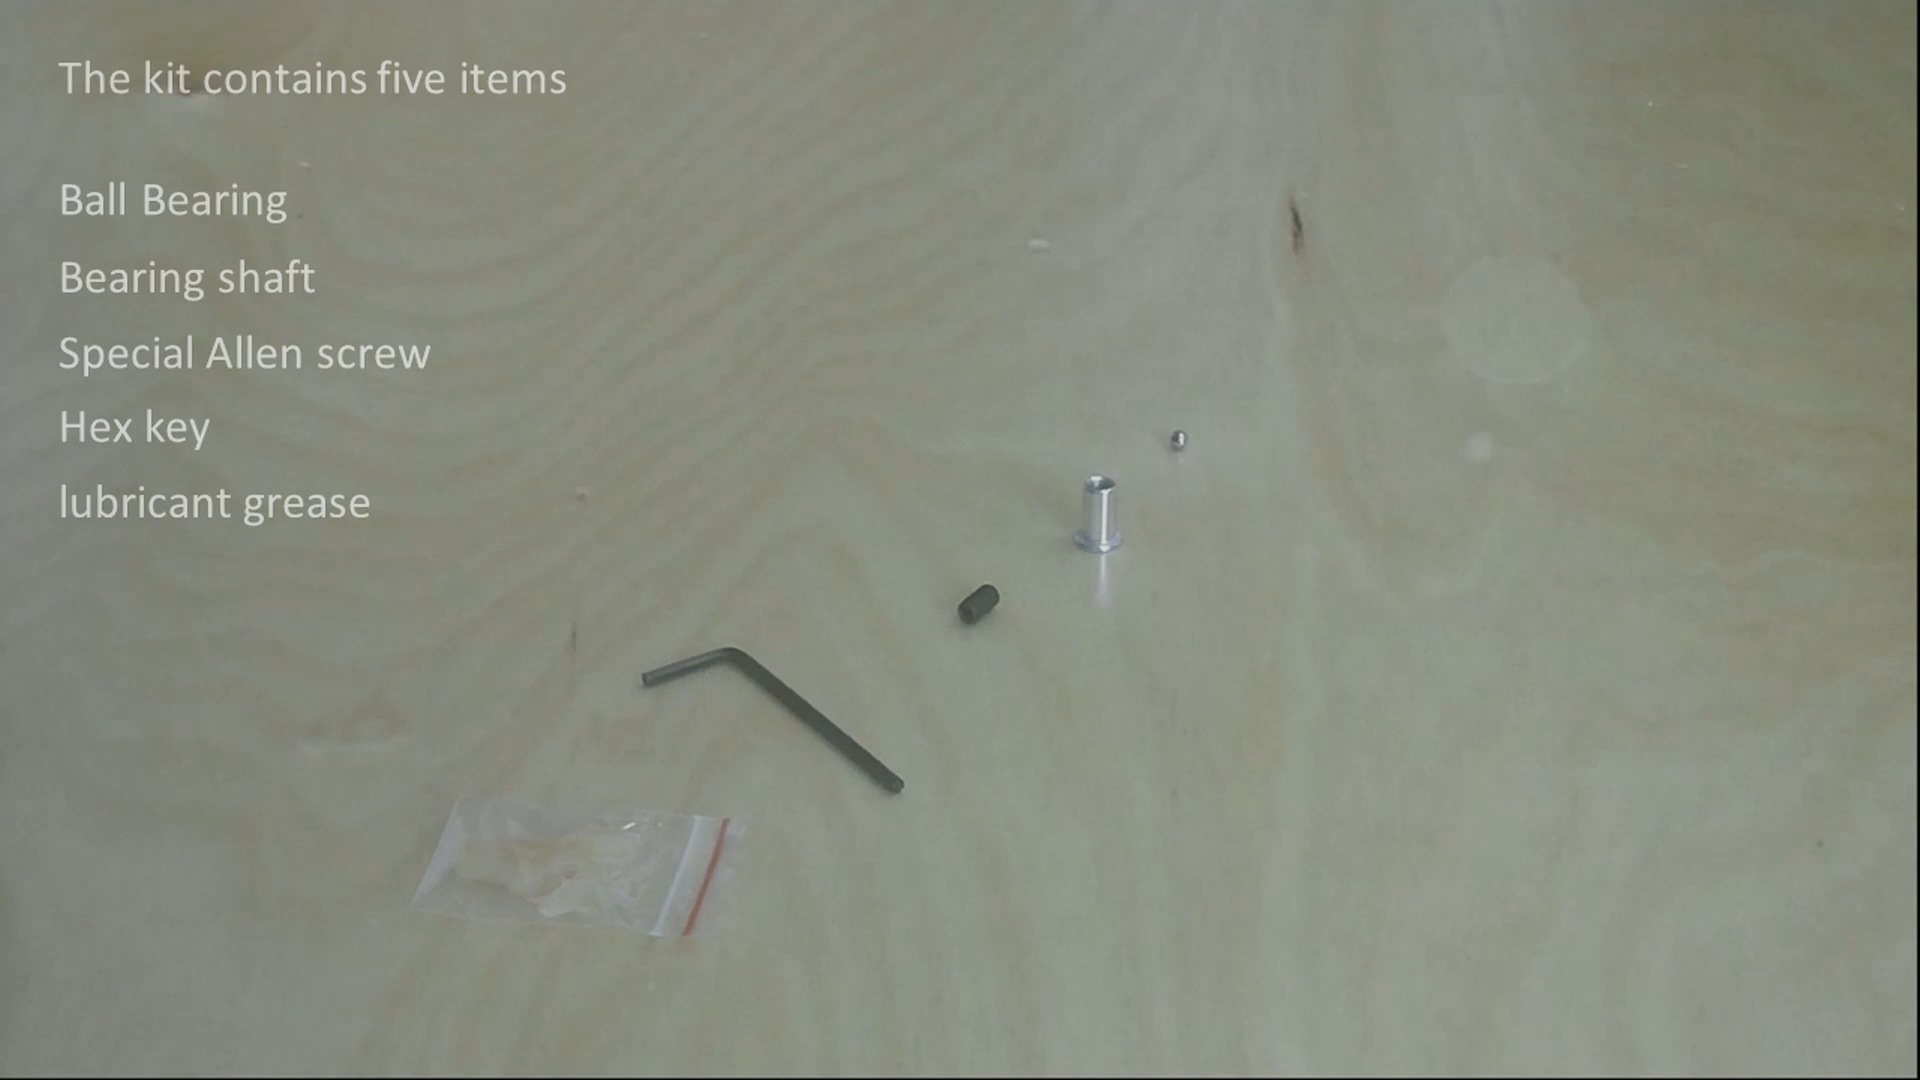 The kit contains five items
Ball Bearing
Bearing shaft
Special Allen screw
Hex key
lubricant grease